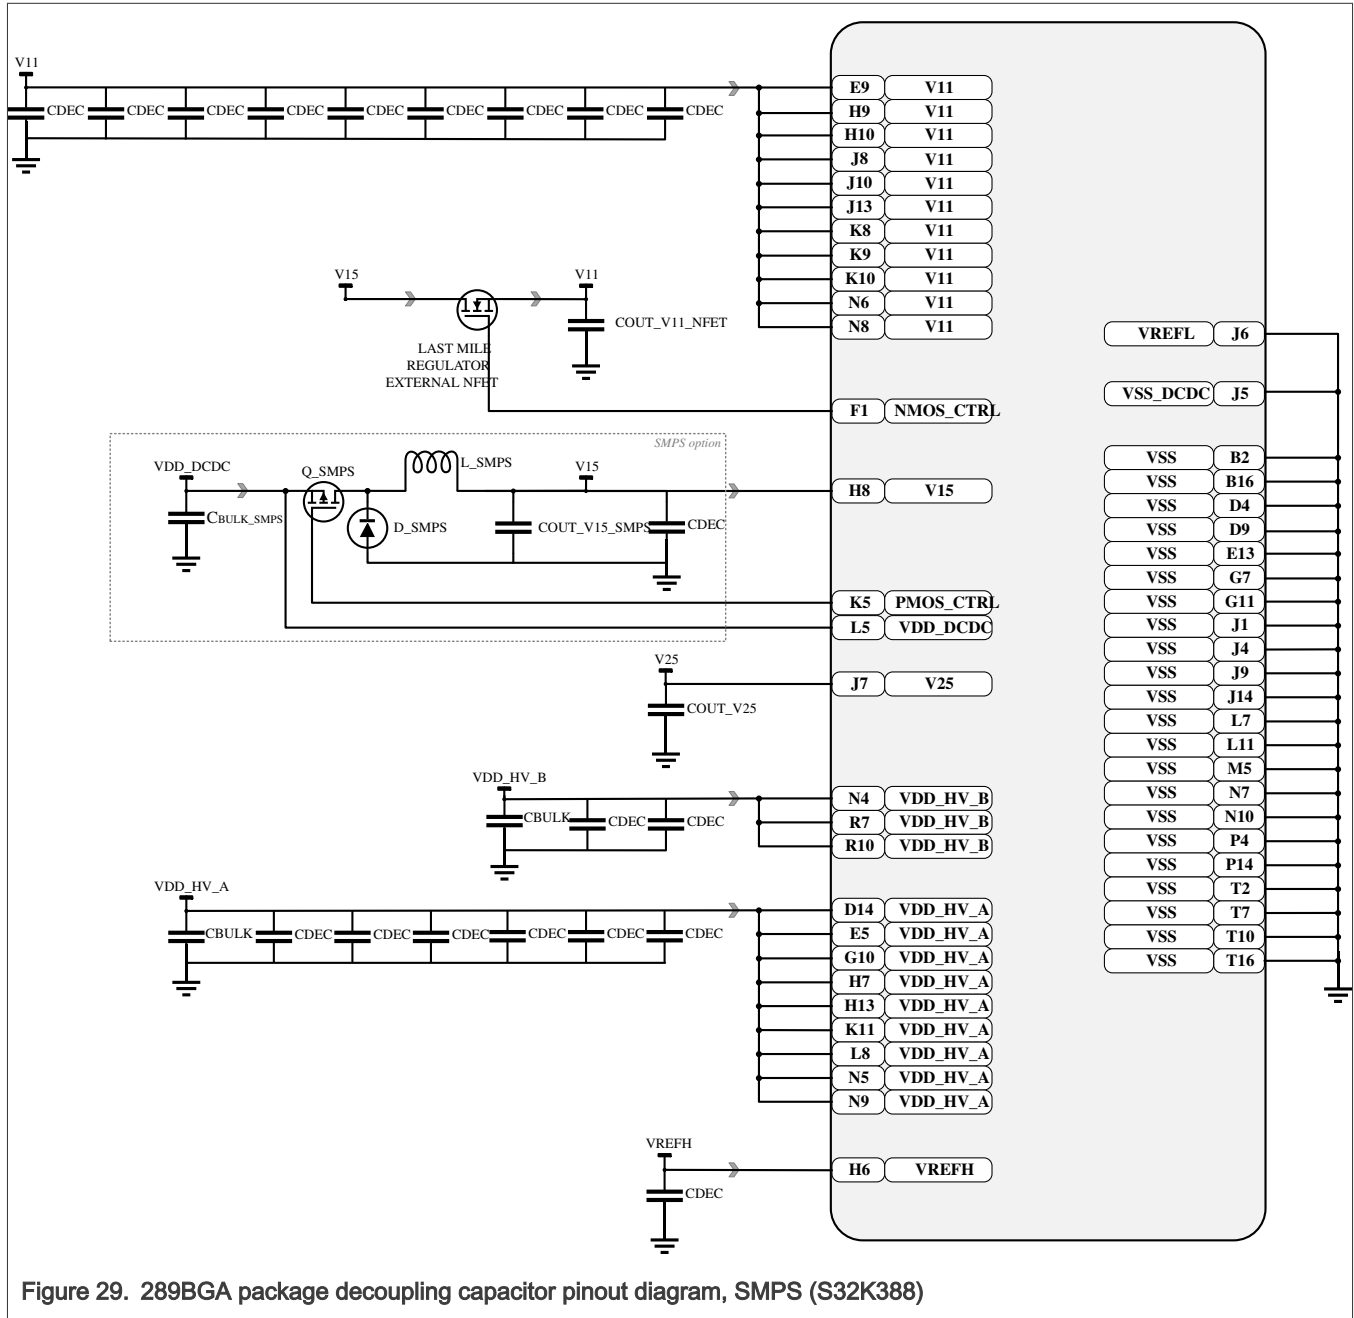 V11
CDEC CDEC CDEC CDEC CDEC CDEC CDEC CDEC CDEC
E9 V11
H9 V11
H10 V11
J8 V11
J10 V11
J13 V11
K8 V11
K9 V11
K10 V11
N6 V11
N8 V11
V15 V11
COUT_V11_NFET
LAST MILE
REGULATOR
EXTERNAL NFET
F1 NMOS_CTRL
SMPS option
VDD_DCDC Q_SMPS L_SMPS V15
CBULK_SMPS D_SMPS COUT_V15_SMPS CDEC
H8 V15
K5 PMOS_CTRL
L5 VDD_DCDC
V25
J7 V25
COUT_V25
VDD_HV_B
CBULK CDEC CDEC
N4 VDD_HV_B
R7 VDD_HV_B
R10 VDD_HV_B
VDD_HV_A
CBULK CDEC CDEC CDEC CDEC CDEC CDEC
D14 VDD_HV_A
E5 VDD_HV_A
G10 VDD_HV_A
H7 VDD_HV_A
H13 VDD_HV_A
K11 VDD_HV_A
L8 VDD_HV_A
N5 VDD_HV_A
N9 VDD_HV_A
VREFH
H6 VREFH
CDEC
VREFL J6
VSS_DCDC J5
VSS B2
VSS B16
VSS D4
VSS D9
VSS E13
VSS G7
VSS G11
VSS J1
VSS J4
VSS J9
VSS J14
VSS L7
VSS L11
VSS M5
VSS N7
VSS N10
VSS P4
VSS P14
VSS T2
VSS T7
VSS T10
VSS T16
Figure 29. 289BGA package decoupling capacitor pinout diagram, SMPS (S32K388)